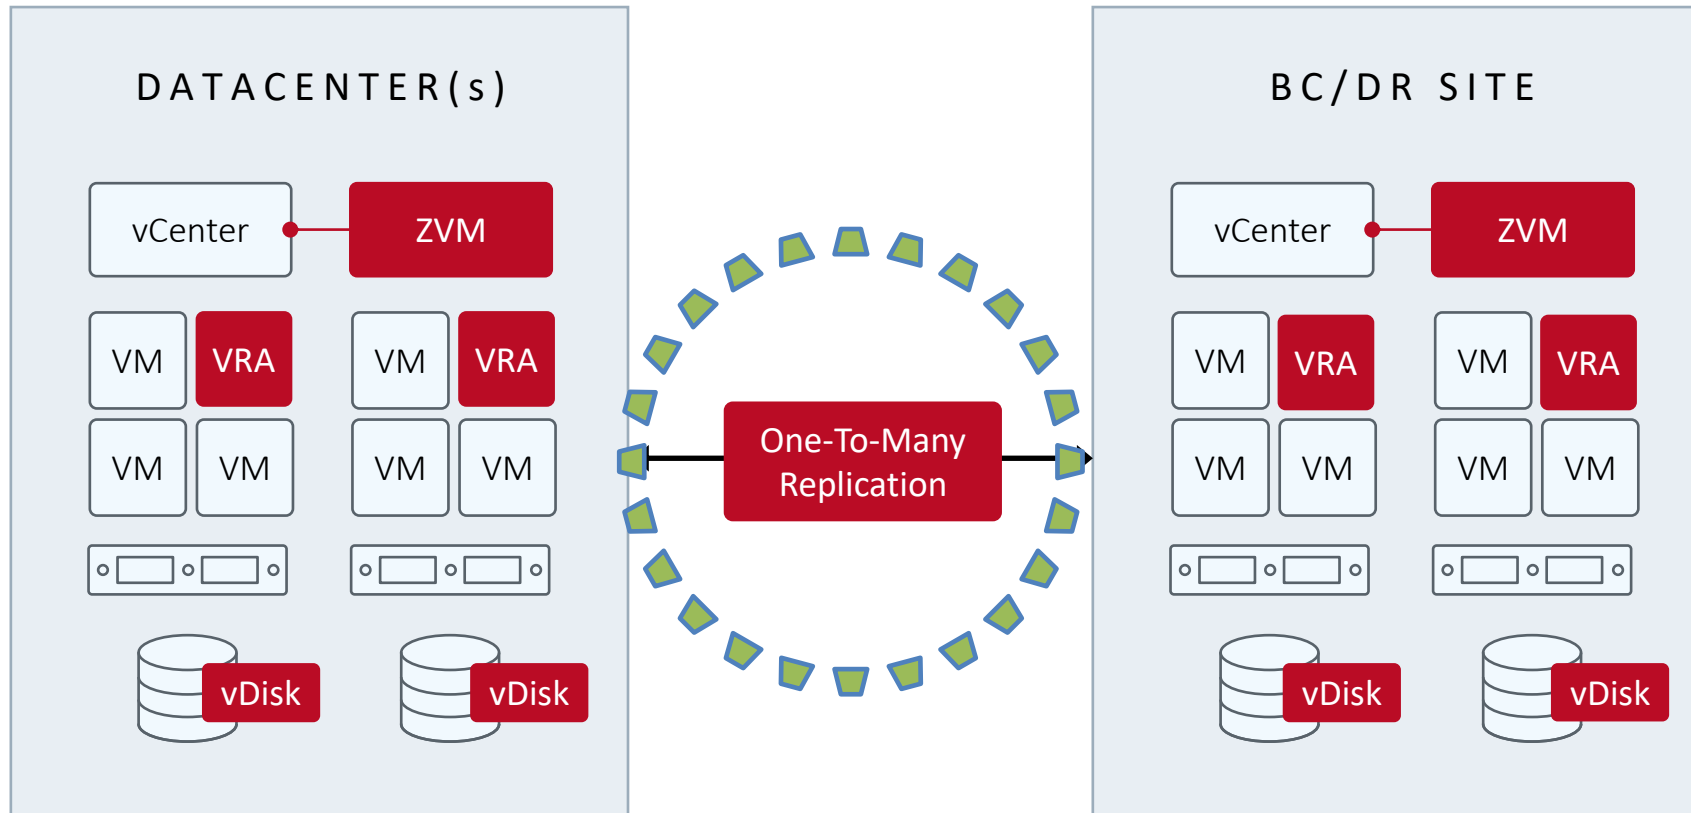 DATACENTER(s)
vCenter
ZVM
VM
VRA
VM
VRA
VM
VM
VM
VM
vDisk
vDisk
One-To-Many
Replication
BC/DR SITE
vCenter
ZVM
VM
VRA
VM
VRA
VM
VM
VM
VM
vDisk
vDisk